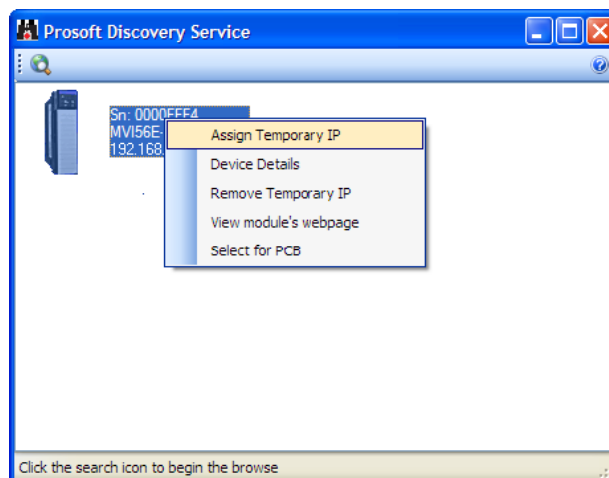 Prosoft Discovery Service
Sn: 0000FFF4
MVI56E-
192.168.
Assign Temporary IP
Device Details
Remove Temporary IP
View module's webpage
Select for PCB
Click the search icon to begin the browse